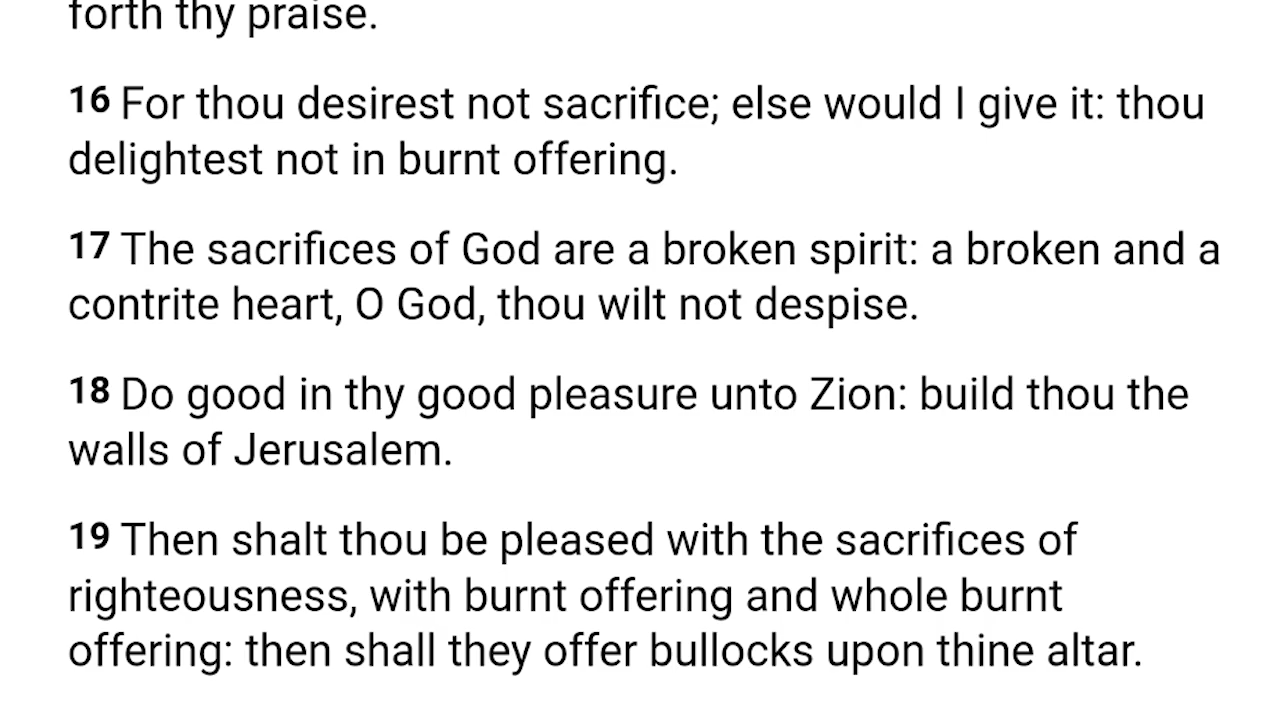 forth thy praise.
16 For thou desirest not sacrifice; else would I give it: thou
delightest not in burnt offering.
17 The sacrifices of God are a broken spirit: a broken and a
contrite heart, O God, thou wilt not despise.
18 Do good in thy good pleasure unto Zion: build thou the
walls of Jerusalem.
19 Then shalt thou be pleased with the sacrifices of
righteousness, with burnt offering and whole burnt
offering: then shall they offer bullocks upon thine altar.